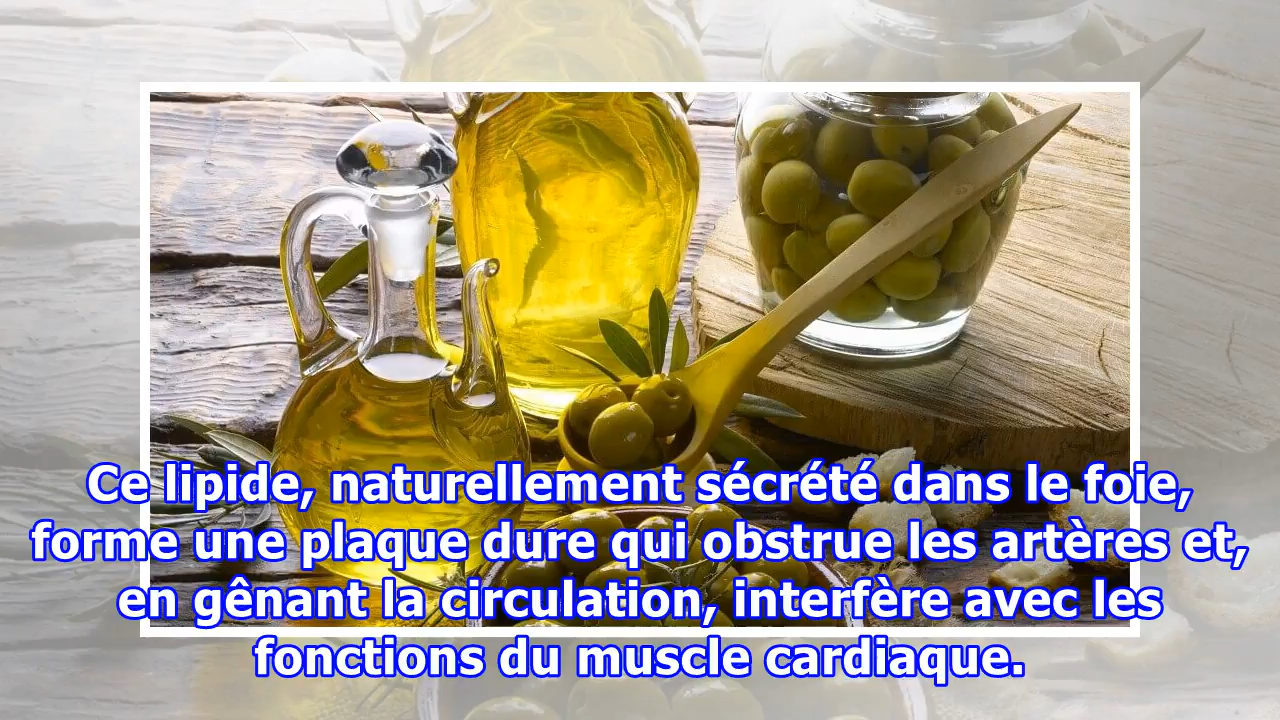 Ce lipide, naturellement sécrété dans le foie,
forme une plaque dure qui obstrue les artères et,
en gênant la circulation, interfère avec les
fonctions du muscle cardiaque.